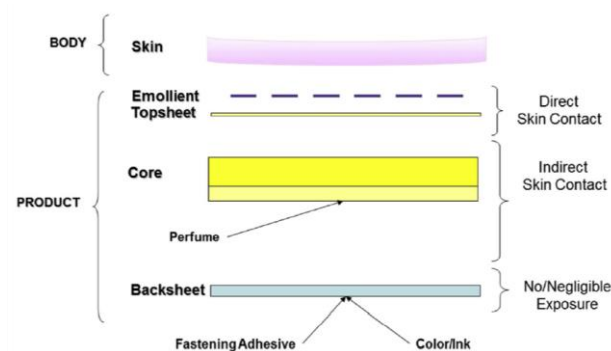 BODY
Skin
Emollient
Topsheet
Direct
Skin Contact
Core
Indirect
Skin Contact
PRODUCT
Perfume
Backsheet
No/Negligible
Exposure
Fastening Adhesive
Color/Ink